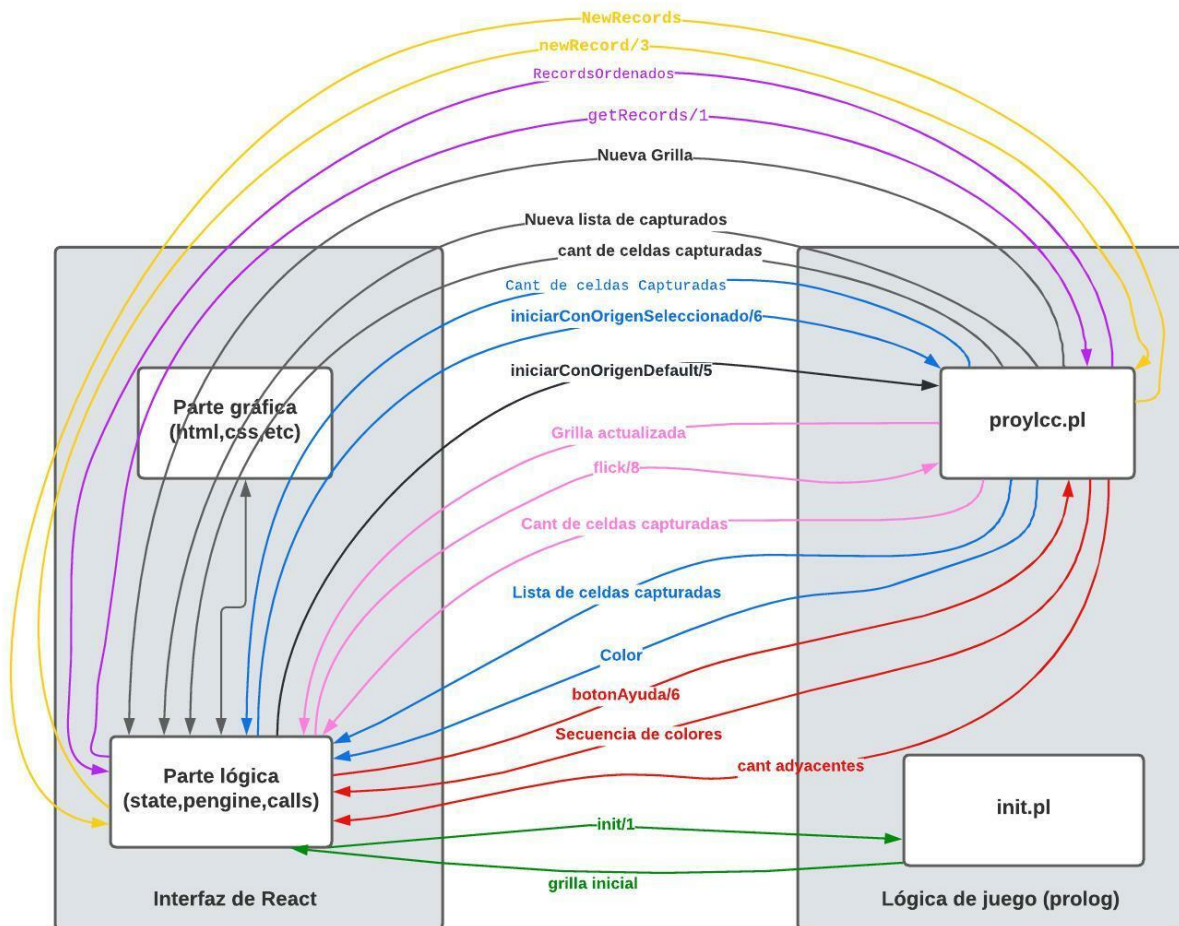 NewRecords
newRecord/3
RecordsOrdenados
getRecords/1
Nueva Grilla
Nueva lista de capturados
cant de celdas capturadas
Cant de celdas Capturadas
iniciarConOrigenSeleccionado/6
iniciarConOrigenDefault/5
Parte gráfica
(html,css,etc)
proylcc.pl
Grilla actualizada
flick/8
Cant de celdas capturadas
Lista de celdas capturadas
Color
botonAyuda/6
Secuencia de colores
cant adyacentes
Parte lógica
(state,pengine,calls)
init.pl
init/1
grilla inicial
Interfaz de React
Lógica de juego (prolog)